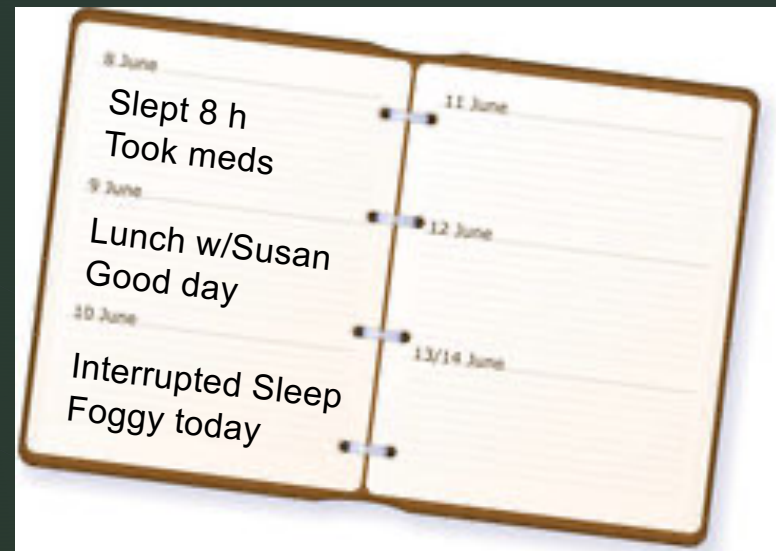 8 June
Slept 8 h
Took meds
9 June
Lunch w/Susan
Good day
10 June
Interrupted Sleep
Foggy today
11 June
12 June
13/14 June